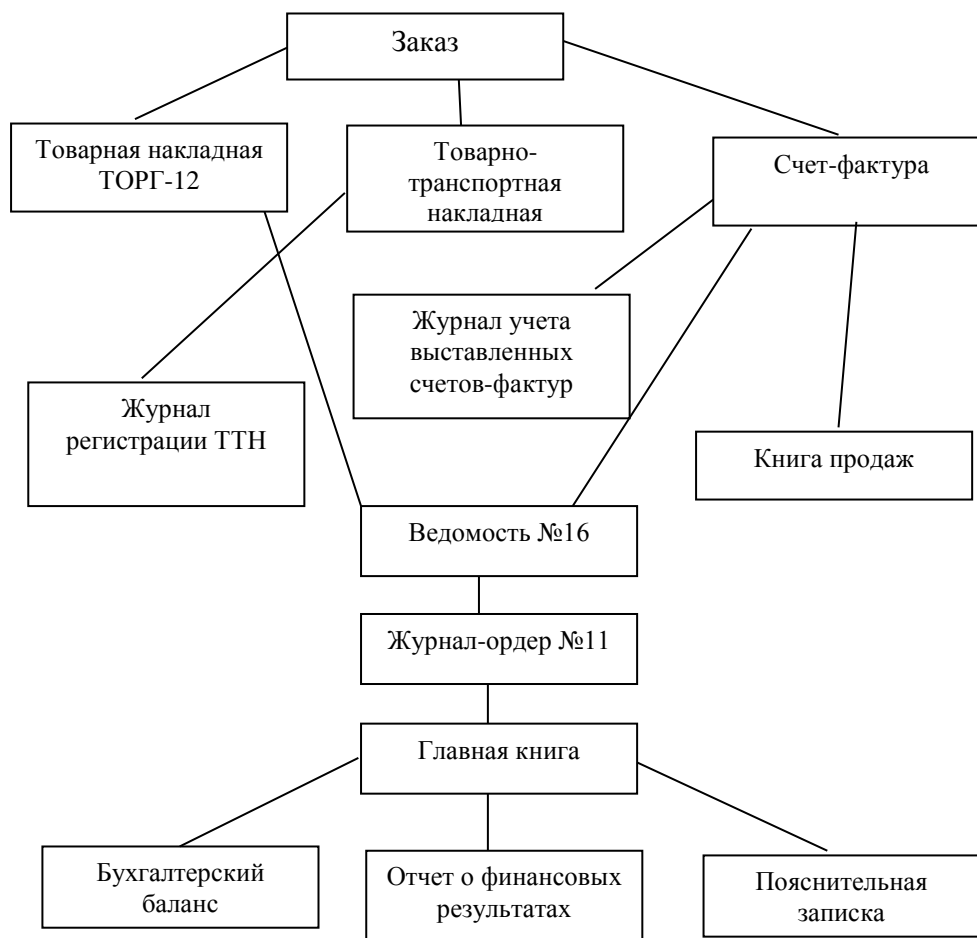 Заказ
Товарная накладная
ТОРГ-12
Товарно-
транспортная
накладная
Счет-фактура
Журнал учета
выставленных
счетов-фактур
Журнал
регистрации ТТН
Книга продаж
Ведомость №16
Журнал-ордер №11
Главная книга
Бухгалтерский
баланс
Отчет о финансовых
результатах
Пояснительная
записка